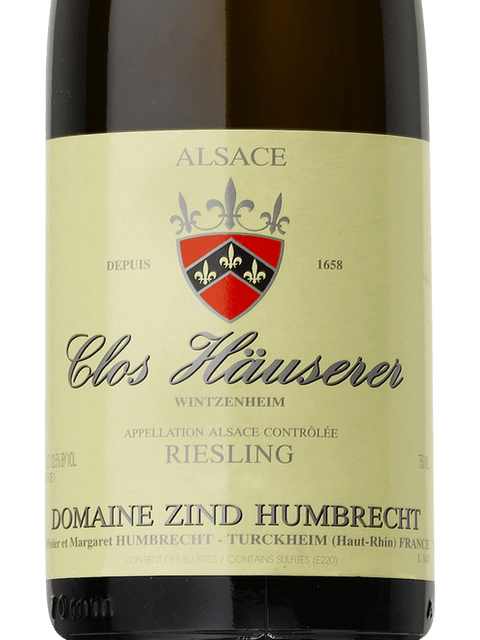 ALSACE
DEPUIS 1658
Clos Häuserer
WINTZENHEIM
APPELLATION ALSACE CONTRÔLÉE
RIESLING
DOMAINE ZIND HUMBRECHT
et Margaret HUMBRECHT - TURCKHEIM (Haut-Rhin) FRANCE
CONTIENT DES SULFITES / CONTAINS SULFITES (E220)
70mm